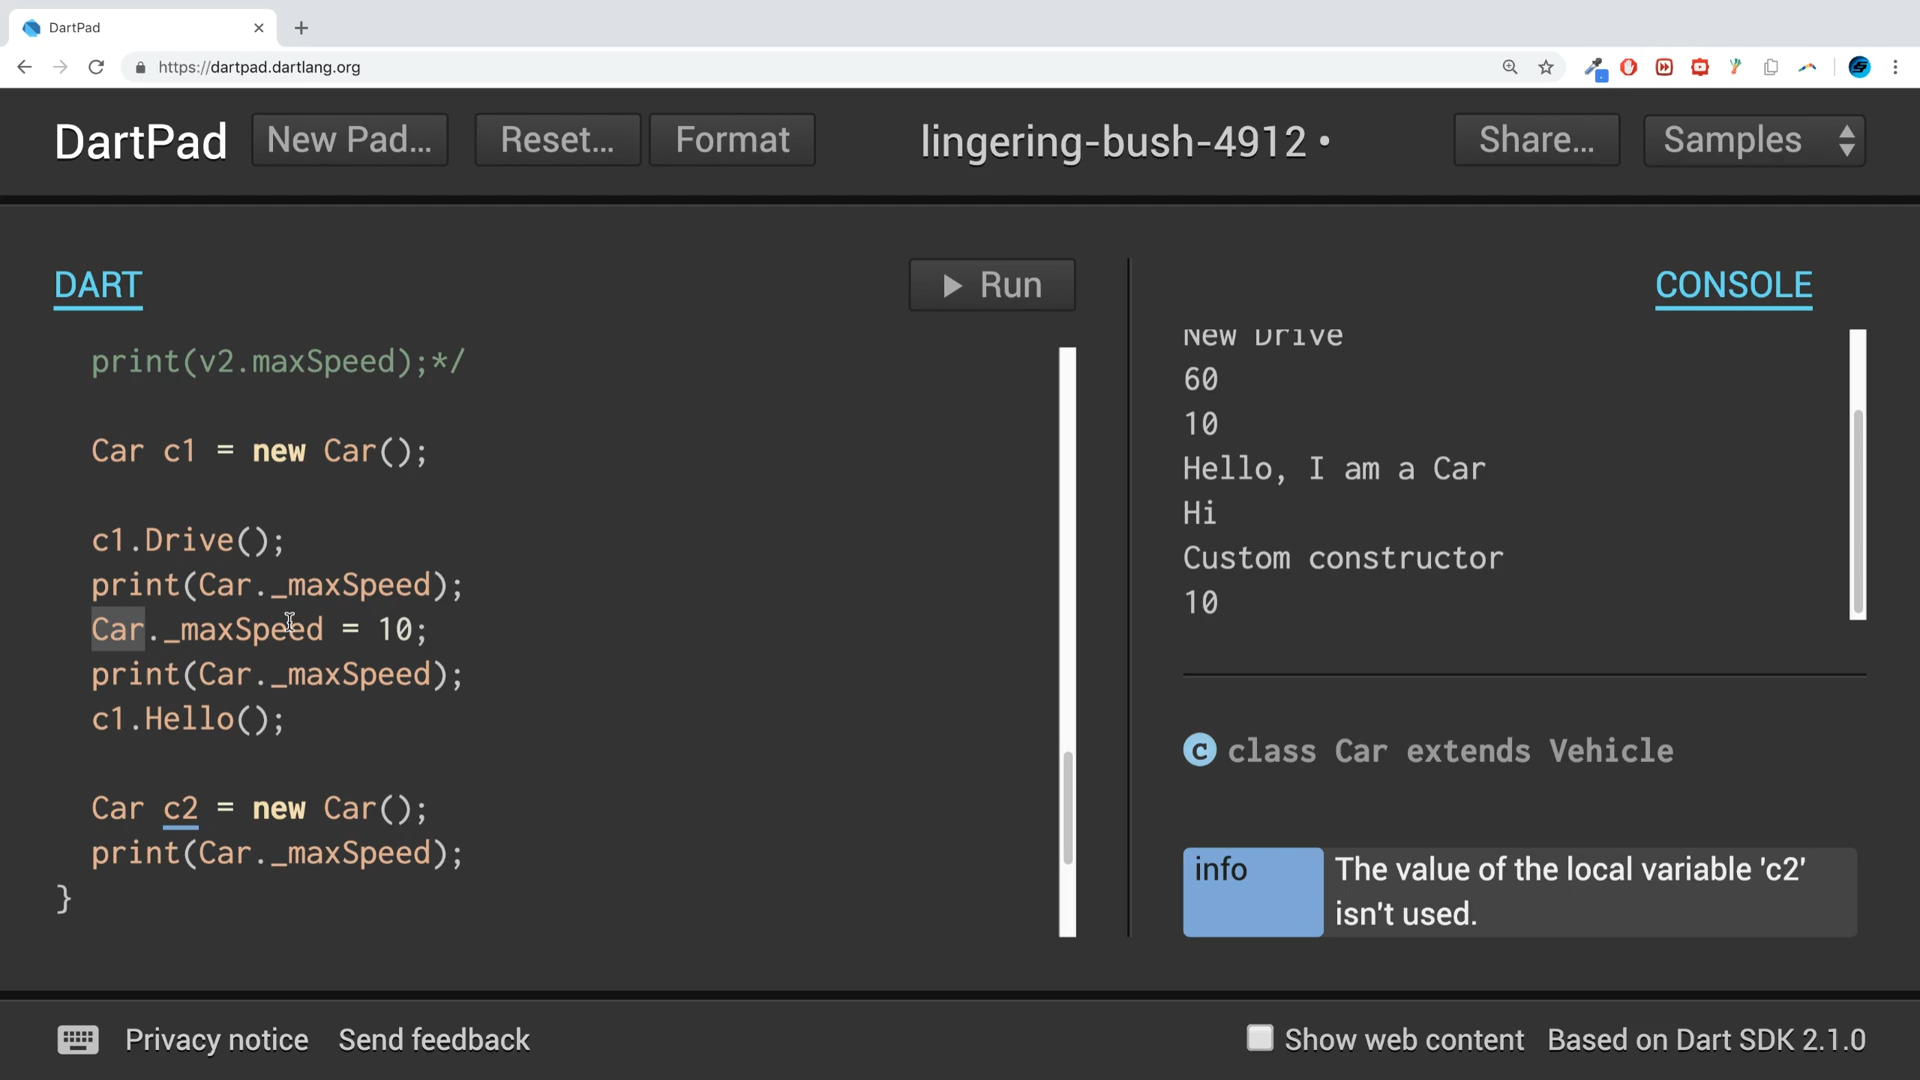 DartPad
https://dartpad.dartlang.org
DartPad
New Pad...
Reset...
Format
lingering-bush-4912 •
Share...
Samples
DART
Run
CONSOLE
print(v2.maxSpeed);*/
Car c1 = new Car();
c1.Drive();
print(Car._maxSpeed);
Car._maxSpeed = 10;
print(Car._maxSpeed);
c1.Hello();
Car c2 = new Car();
print(Car._maxSpeed);
}
New Drive
60
10
Hello, I am a Car
Hi
Custom constructor
10
C class Car extends Vehicle
info
The value of the local variable 'c2'
isn't used.
Privacy notice
Send feedback
Show web content
Based on Dart SDK 2.1.0